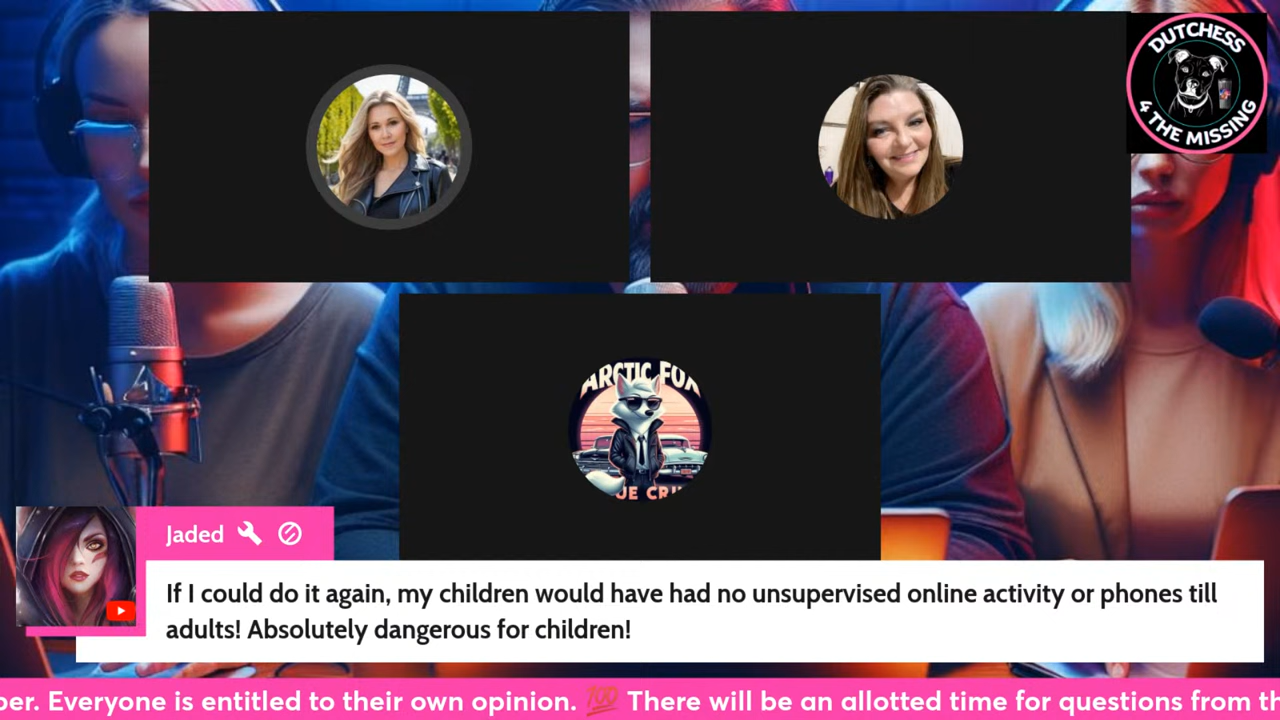 DUTCHESS
4 THE MISSING
ARCTIC FOX
UE CRI
Jaded
If I could do it again, my children would have had no unsupervised online activity or phones till
adults! Absolutely dangerous for children!
per. Everyone is entitled to their own opinion. 💯 There will be an allotted time for questions from th